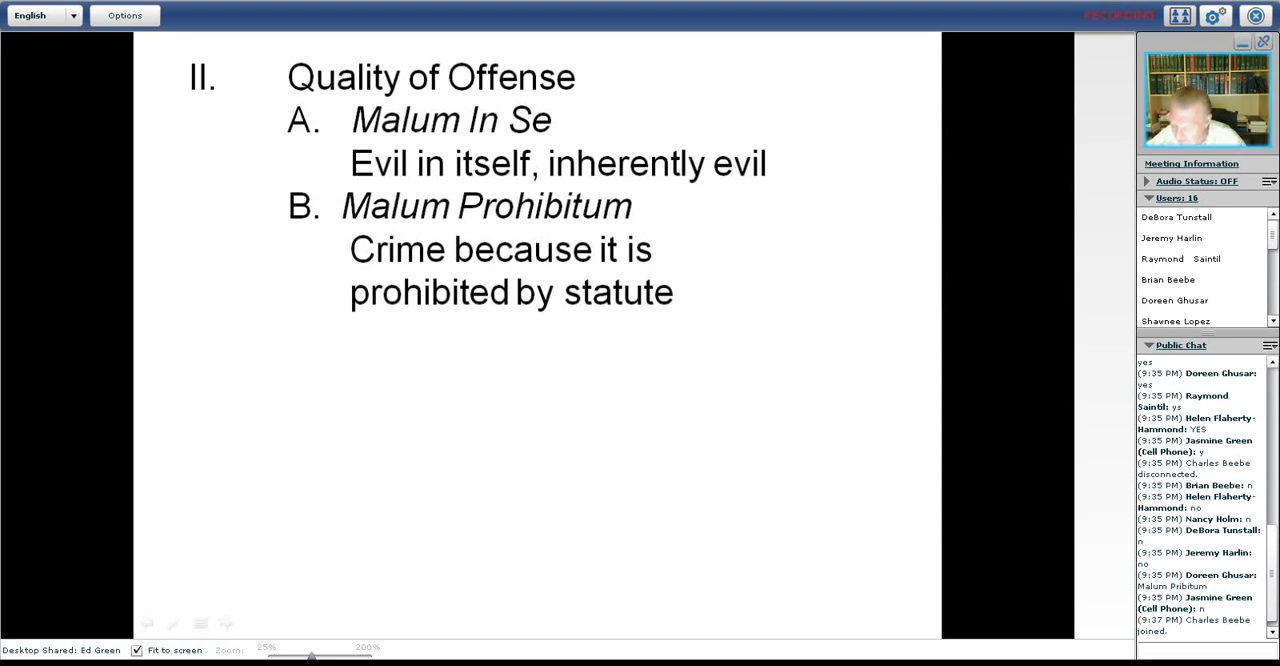 English
Options
RECORDING
II. Quality of Offense
A. Malum In Se
Evil in itself, inherently evil
B. Malum Prohibitum
Crime because it is
prohibited by statute
Meeting Information
Audio Status: OFF
Users: 16
DeBora Tunstall
Jeremy Harlin
Raymond Saintil
Brian Beebe
Doreen Ghusar
Shawnee Lopez
Public Chat
yes
(9:35 PM) Doreen Ghusar:
yes
(9:35 PM) Raymond
Saintil: ys
(9:35 PM) Helen Flaherty-
Hammond: YES
(9:35 PM) Jasmine Green
(Cell Phone): y
(9:35 PM) Charles Beebe
disconnected.
(9:35 PM) Brian Beebe: n
(9:35 PM) Helen Flaherty-
Hammond: no
(9:35 PM) Nancy Holm: n
(9:35 PM) DeBora Tunstall:
n
(9:35 PM) Jeremy Harlin:
no
(9:35 PM) Doreen Ghusar:
Malum Pribitum
(9:35 PM) Jasmine Green
(Cell Phone): n
(9:37 PM) Charles Beebe
joined.
Desktop Shared: Ed Green
Fit to screen
Zoom:
25%
200%